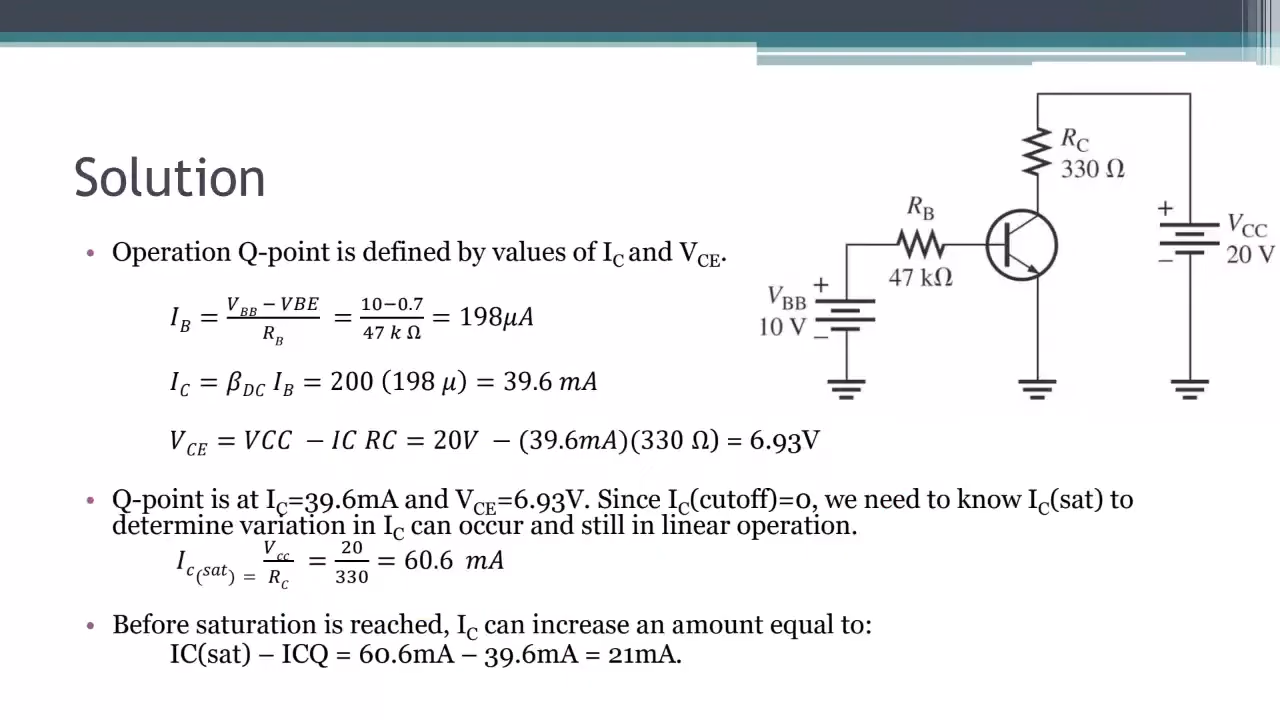 Solution
• Operation Q-point is defined by values of I_C and V_CE.
I_B = (V_BB − VBE)/R_B = (10−0.7)/(47 k Ω) = 198μA
I_C = β_DC I_B = 200 (198 μ) = 39.6 mA
V_CE = VCC − IC RC = 20V − (39.6mA)(330 Ω) = 6.93V
• Q-point is at I_C=39.6mA and V_CE=6.93V. Since I_C(cutoff)=0, we need to know I_C(sat) to
determine variation in I_C can occur and still in linear operation.
I_c(sat) = V_cc/R_C = 20/330 = 60.6 mA
• Before saturation is reached, I_C can increase an amount equal to:
IC(sat) – ICQ = 60.6mA – 39.6mA = 21mA.
R_C
330 Ω
R_B
47 kΩ
+
V_BB
10 V
−
+
V_CC
20 V
−